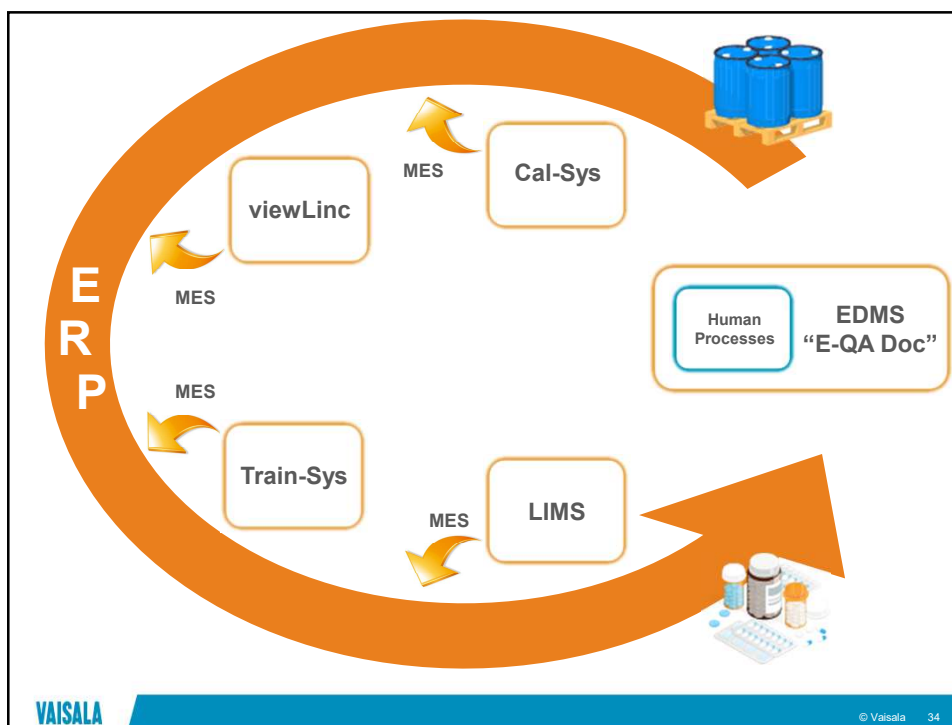 Cal-Sys
MES
viewLinc
MES
E
R
P
Human
Processes
EDMS
“E-QA Doc”
MES
Train-Sys
MES
LIMS
VAISALA
© Vaisala 34